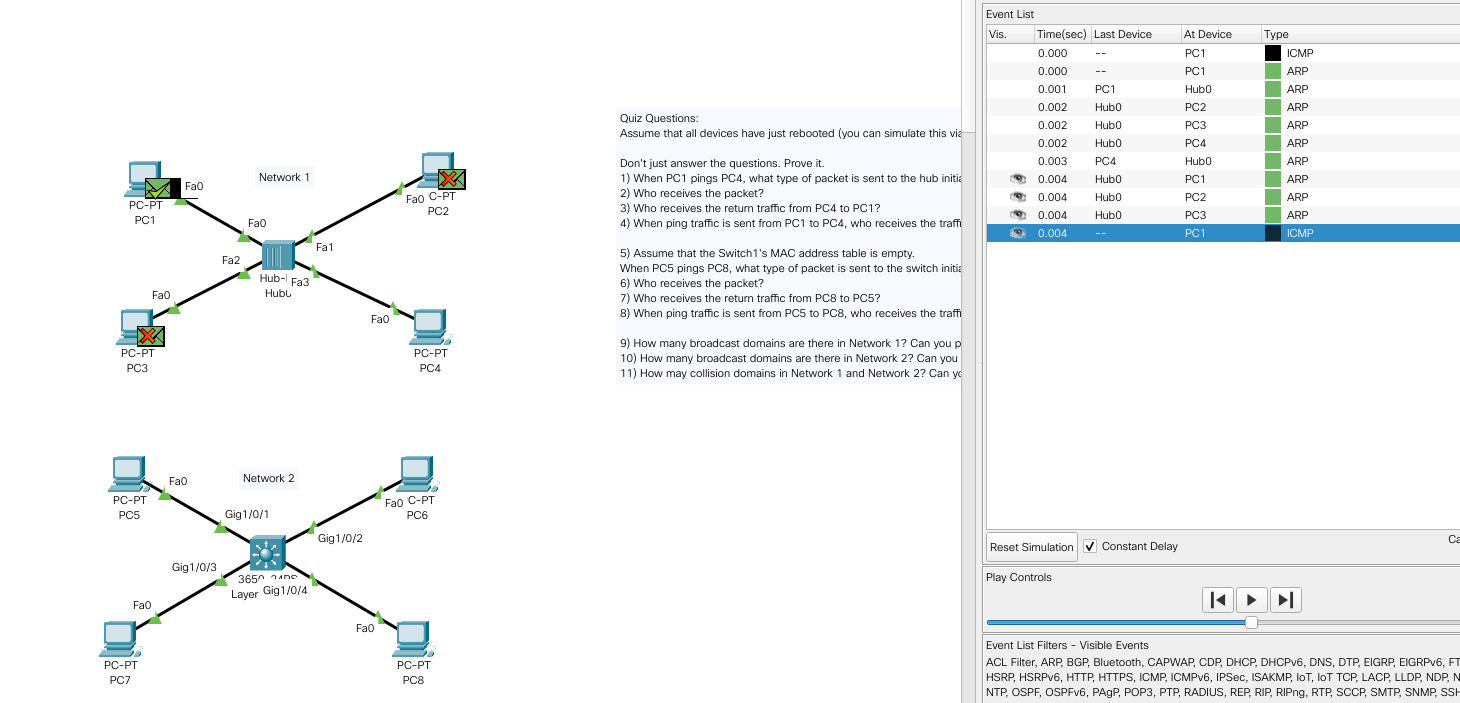 Network 1
Fa0
PC-PT
PC1
Fa0
C-PT
PC2
Fa0
Fa1
Fa2
Hub-
Fa3
Fa0
Fa0
PC-PT
PC3
PC-PT
PC4
Network 2
Fa0
PC-PT
PC5
Fa0
C-PT
PC6
Gig1/0/1
Gig1/0/2
Gig1/0/3
Layer
Gig1/0/4
Fa0
Fa0
PC-PT
PC7
PC-PT
PC8
Quiz Questions:
Assume that all devices have just rebooted (you can simulate this via
Don't just answer the questions. Prove it.
1) When PC1 pings PC4, what type of packet is sent to the hub initia
2) Who receives the packet?
3) Who receives the return traffic from PC4 to PC1?
4) When ping traffic is sent from PC1 to PC4, who receives the traff
5) Assume that the Switch1's MAC address table is empty.
When PC5 pings PC8, what type of packet is sent to the switch initia
6) Who receives the packet?
7) Who receives the return traffic from PC8 to PC5?
8) When ping traffic is sent from PC5 to PC8, who receives the traff
9) How many broadcast domains are there in Network 1? Can you p
10) How many broadcast domains are there in Network 2? Can you
11) How may collision domains in Network 1 and Network 2? Can yo
Event List
Vis. Time(sec) Last Device At Device Type
0.000 -- PC1 ICMP
0.000 -- PC1 ARP
0.001 PC1 Hub0 ARP
0.002 Hub0 PC2 ARP
0.002 Hub0 PC3 ARP
0.002 Hub0 PC4 ARP
0.003 PC4 Hub0 ARP
0.004 Hub0 PC1 ARP
0.004 Hub0 PC2 ARP
0.004 Hub0 PC3 ARP
0.004 -- PC1 ICMP
Reset Simulation Constant Delay Ca
Play Controls
Event List Filters - Visible Events
ACL Filter, ARP, BGP, Bluetooth, CAPWAP, CDP, DHCP, DHCPv6, DNS, DTP, EIGRP, EIGRPv6, FT
HSRP, HSRPv6, HTTP, HTTPS, ICMP, ICMPv6, IPSec, ISAKMP, IoT, IoT TCP, LACP, LLDP, NDP, N
NTP, OSPF, OSPFv6, PAgP, POP3, PTP, RADIUS, REP, RIP, RIPng, RTP, SCCP, SMTP, SNMP, SSH